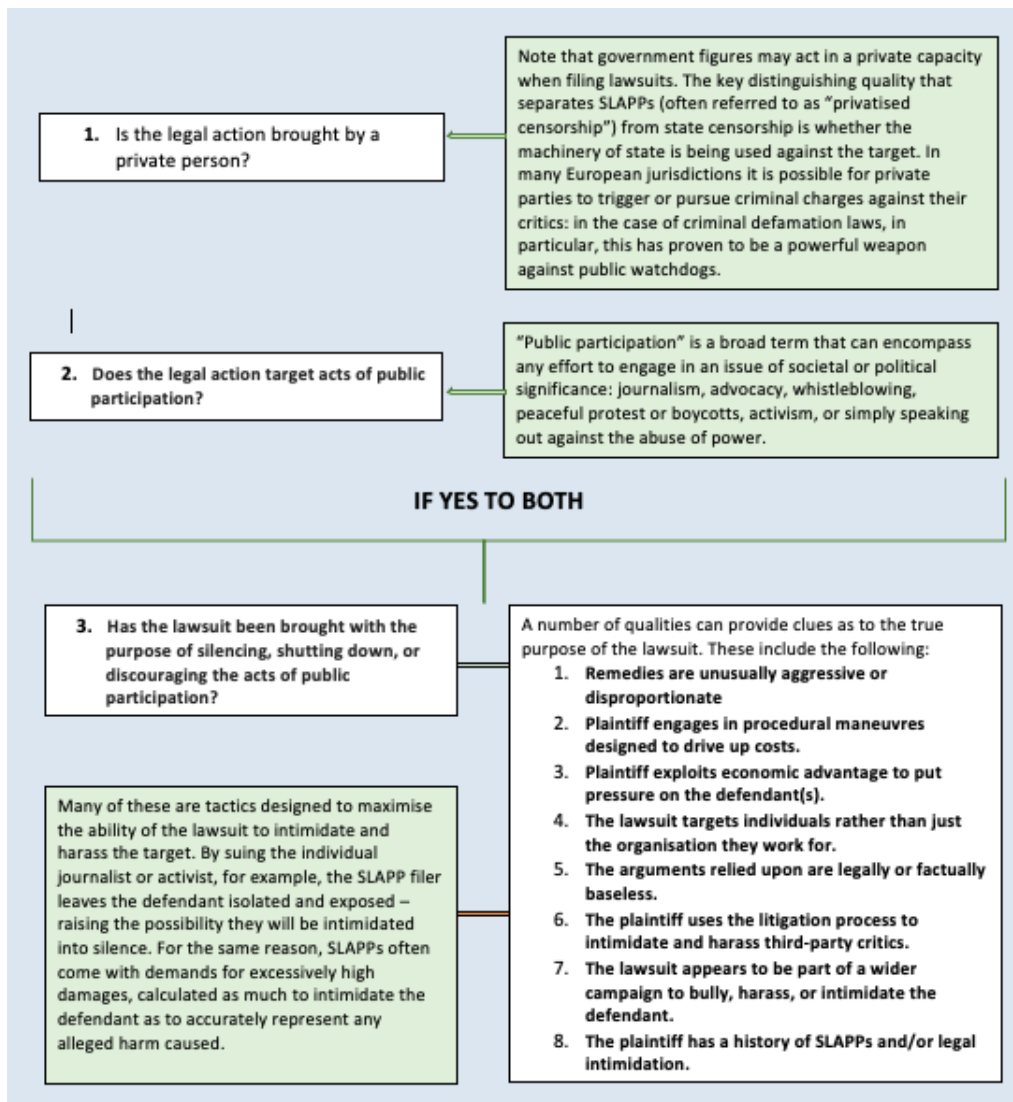 Note that government figures may act in a private capacity
when filing lawsuits. The key distinguishing quality that
separates SLAPPs (often referred to as “privatised
censorship”) from state censorship is whether the
machinery of state is being used against the target. In
many European jurisdictions it is possible for private
parties to trigger or pursue criminal charges against their
critics: in the case of criminal defamation laws, in
particular, this has proven to be a powerful weapon
against public watchdogs.
1. Is the legal action brought by a
private person?
“Public participation” is a broad term that can encompass
any effort to engage in an issue of societal or political
significance: journalism, advocacy, whistleblowing,
peaceful protest or boycotts, activism, or simply speaking
out against the abuse of power.
2. Does the legal action target acts of public
participation?
IF YES TO BOTH
3. Has the lawsuit been brought with the
purpose of silencing, shutting down, or
discouraging the acts of public
participation?
A number of qualities can provide clues as to the true
purpose of the lawsuit. These include the following:
1. Remedies are unusually aggressive or
disproportionate
2. Plaintiff engages in procedural maneuvres
designed to drive up costs.
3. Plaintiff exploits economic advantage to put
pressure on the defendant(s).
4. The lawsuit targets individuals rather than just
the organisation they work for.
5. The arguments relied upon are legally or factually
baseless.
6. The plaintiff uses the litigation process to
intimidate and harass third-party critics.
7. The lawsuit appears to be part of a wider
campaign to bully, harass, or intimidate the
defendant.
8. The plaintiff has a history of SLAPPs and/or legal
intimidation.
Many of these are tactics designed to maximise
the ability of the lawsuit to intimidate and
harass the target. By suing the individual
journalist or activist, for example, the SLAPP filer
leaves the defendant isolated and exposed –
raising the possibility they will be intimidated
into silence. For the same reason, SLAPPs often
come with demands for excessively high
damages, calculated as much to intimidate the
defendant as to accurately represent any
alleged harm caused.